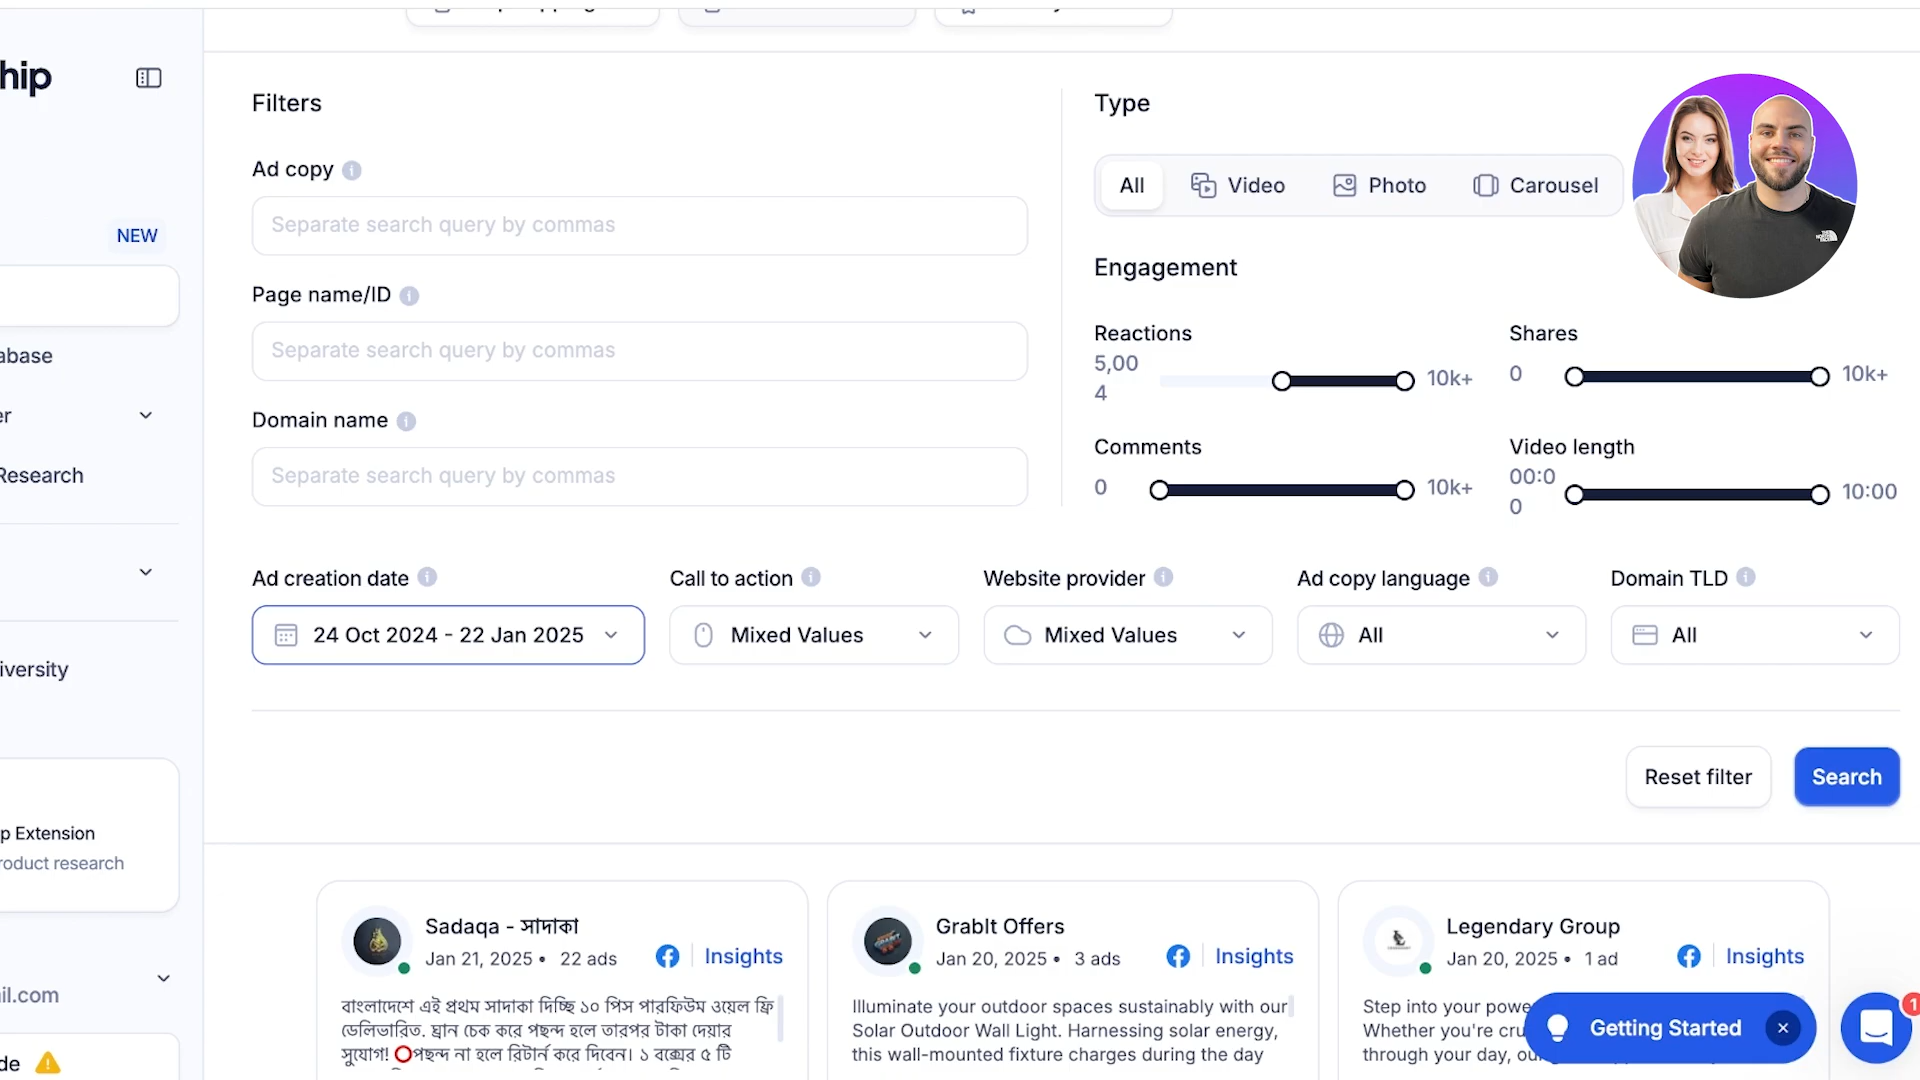 hip
Filters
Type
Ad copy
All
Video
Photo
Carousel
Separate search query by commas
NEW
Engagement
Page name/ID
Reactions
Shares
Separate search query by commas
5,00
4
10k+
0
10k+
abase
er
Domain name
Comments
Video length
Separate search query by commas
0
10k+
00:0
0
10:00
Research
Ad creation date
Call to action
Website provider
Ad copy language
Domain TLD
24 Oct 2024 - 22 Jan 2025
Mixed Values
Mixed Values
All
All
iversity
Reset filter
Search
p Extension
roduct research
Sadaqa - সাদাকা
Jan 21, 2025 • 22 ads
Insights
বাংলাদেশে এই প্রথম সাদাকা দিচ্ছি ১০ পিস পারফিউম ওয়েল ফ্রি
ডেলিভারিত. ঘ্রান চেক করে পছন্দ হলে তারপর টাকা দেয়ার
সুযোগ! ⭕পছন্দ না হলে রিটার্ন করে দিবেন। ১ বক্সের ৫ টি
GrabIt Offers
Jan 20, 2025 • 3 ads
Insights
Illuminate your outdoor spaces sustainably with our
Solar Outdoor Wall Light. Harnessing solar energy,
this wall-mounted fixture charges during the day
Legendary Group
Jan 20, 2025 • 1 ad
Insights
Step into your powe
Whether you're cru
through your day, ou
Getting Started
1
il.com
de